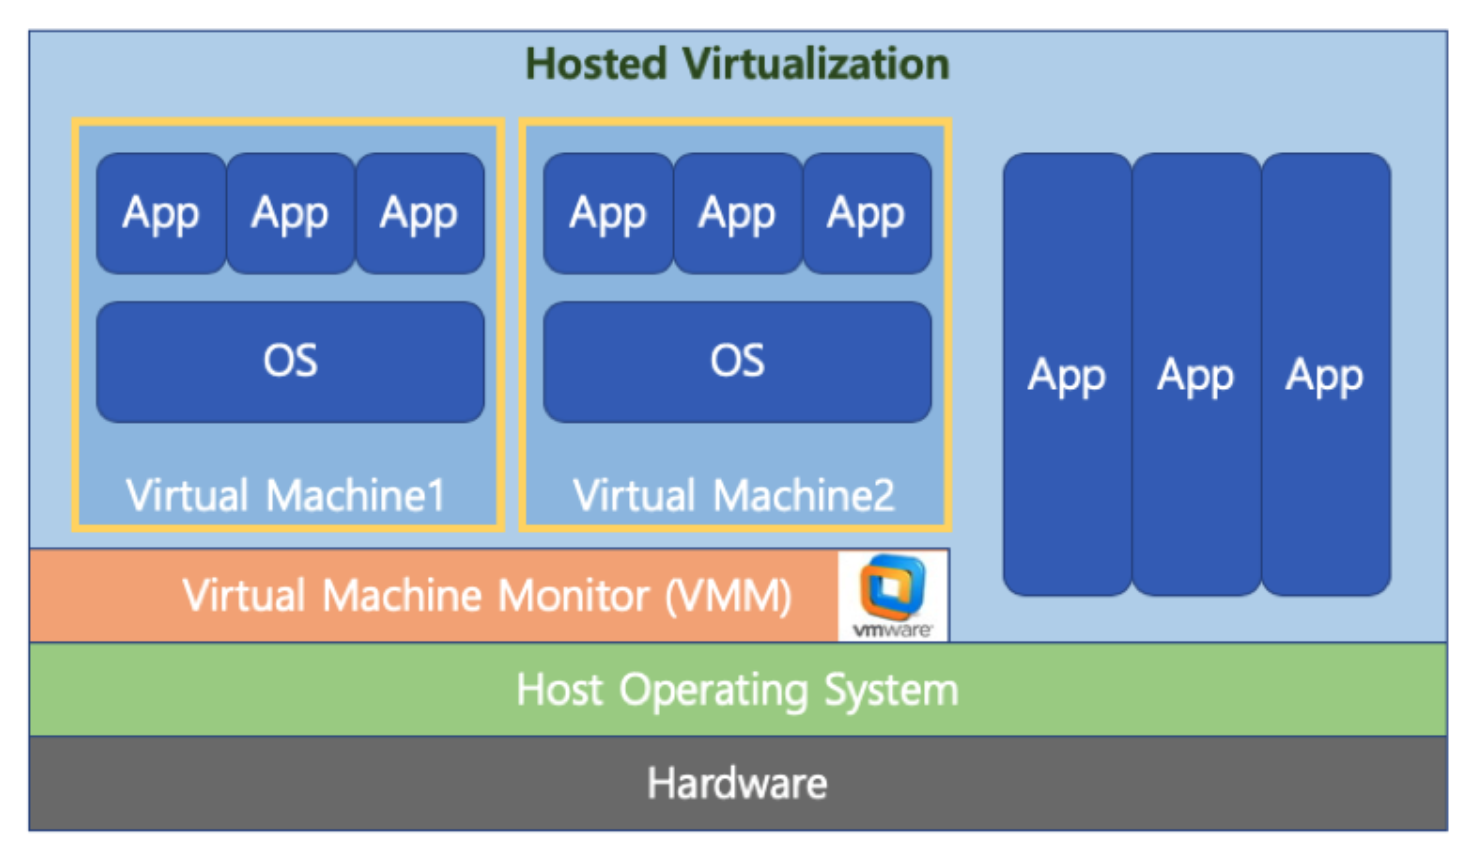 Hosted Virtualization
App App App
OS
Virtual Machine1
App App App
OS
Virtual Machine2
App App App
Virtual Machine Monitor (VMM)
vmware
Host Operating System
Hardware